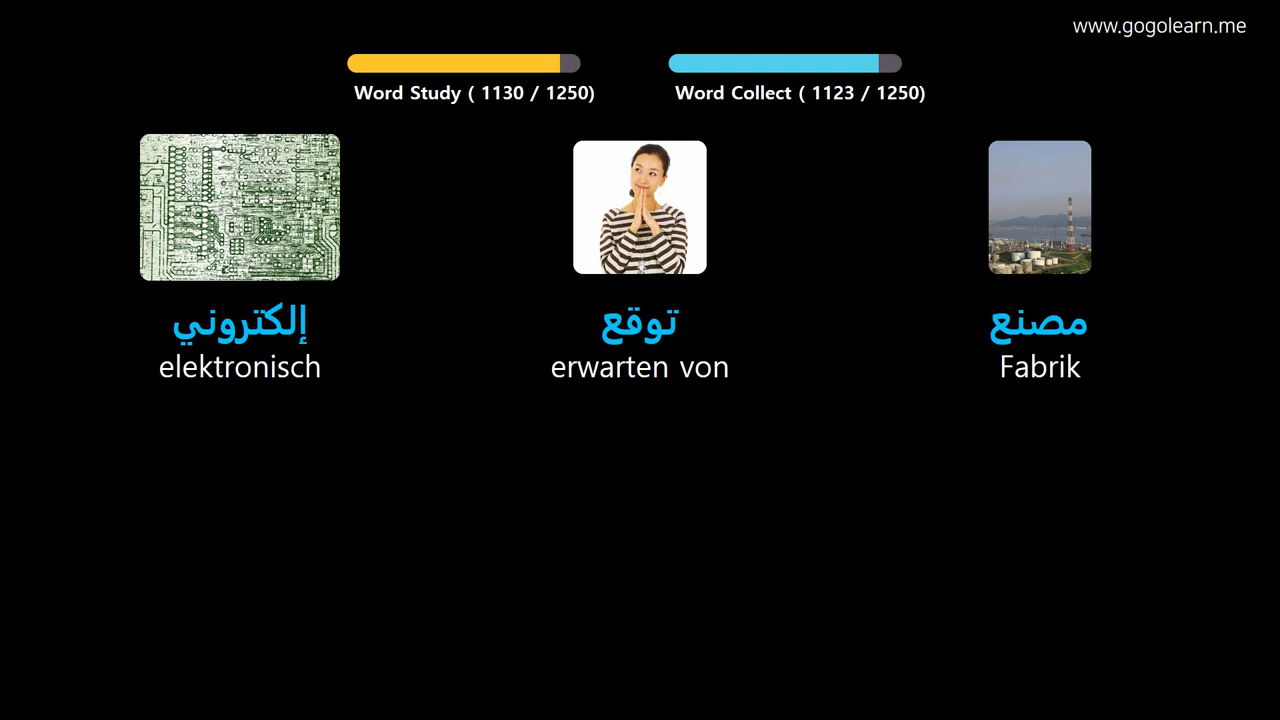 www.gogolearn.me
Word Study ( 1130 / 1250)
Word Collect ( 1123 / 1250)
إلكتروني
elektronisch
توقع
erwarten von
مصنع
Fabrik